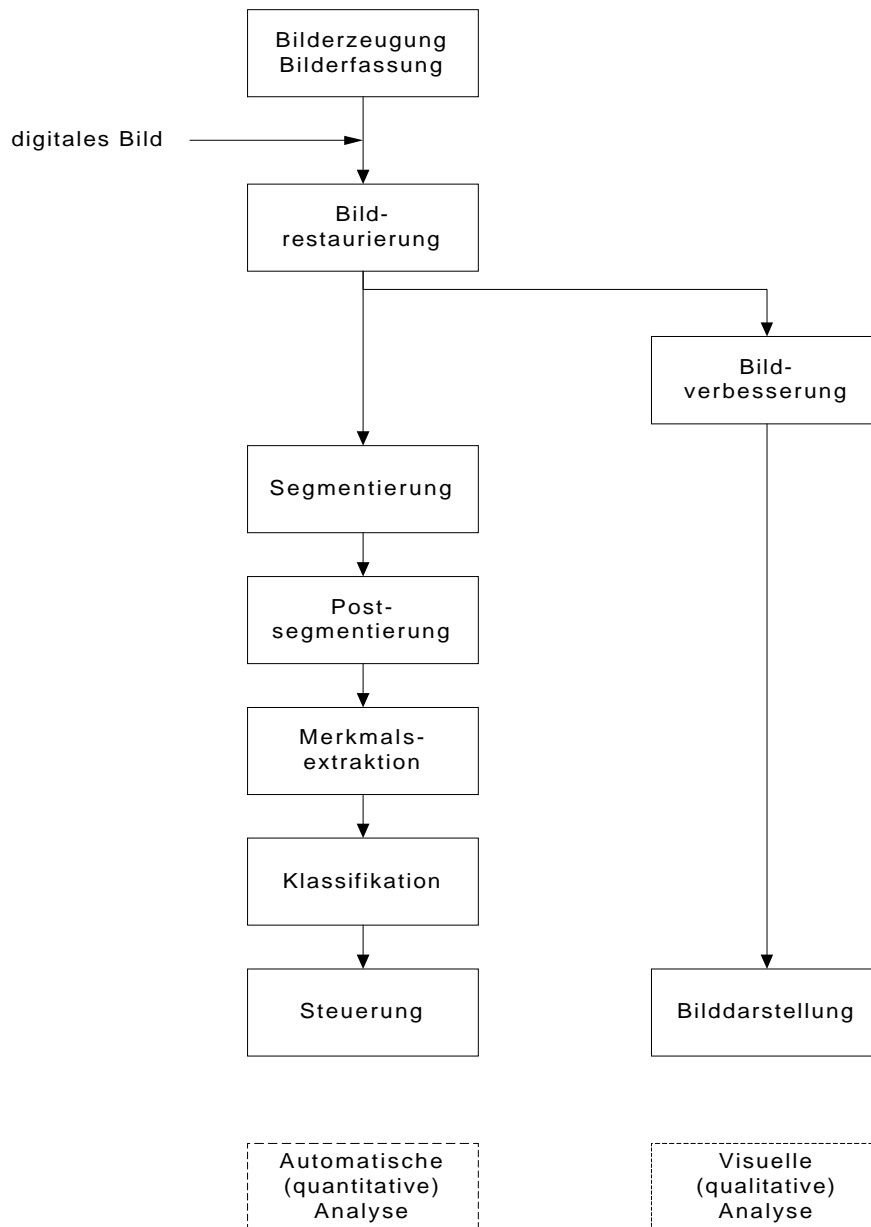 Bilderzeugung
Bilderfassung
digitales Bild
Bild-
restaurierung
Bild-
verbesserung
Segmentierung
Post-
segmentierung
Merkmals-
extraktion
Klassifikation
Steuerung
Bilddarstellung
Automatische
(quantitative)
Analyse
Visuelle
(qualitative)
Analyse